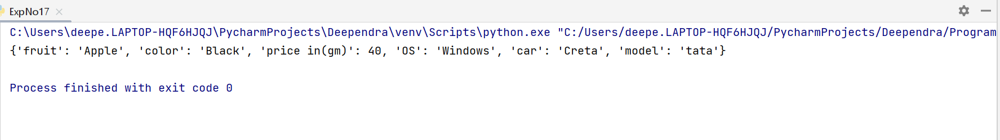 ExpNo17
C:\Users\deepe.LAPTOP-HQF6HJQJ\PycharmProjects\Deependra\venv\Scripts\python.exe "C:/Users/deepe.LAPTOP-HQF6HJQJ/PycharmProjects/Deependra/Program
{'fruit': 'Apple', 'color': 'Black', 'price in(gm)': 40, 'OS': 'Windows', 'car': 'Creta', 'model': 'tata'}
Process finished with exit code 0